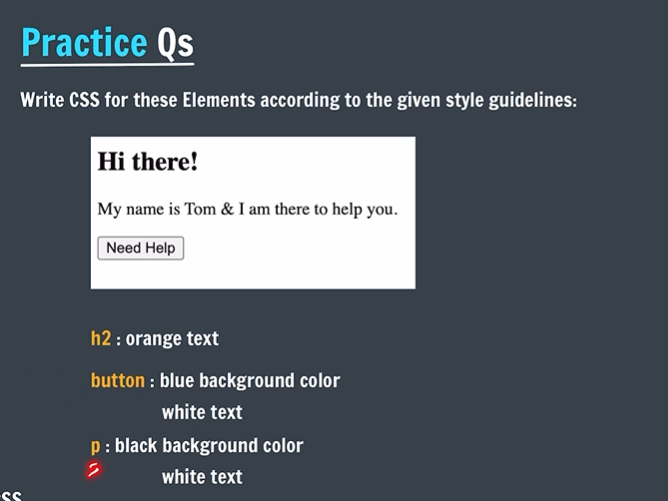 Practice Qs
Write CSS for these Elements according to the given style guidelines:
Hi there!
My name is Tom & I am there to help you.
Need Help
h2 : orange text
button : blue background color
white text
p : black background color
white text